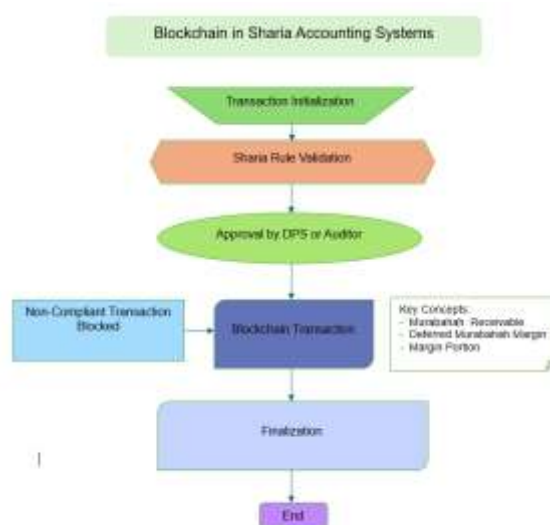 Blockchain in Sharia Accounting Systems
Transaction Initialization
Sharia Rule Validation
Approval by DPS or Auditor
Non-Compliant Transaction
Blocked
Blockchain Transaction
Key Concepts:
- Murabahah Receivable
- Deferred Murabahah Margin
- Margin Portion
Finalization
End